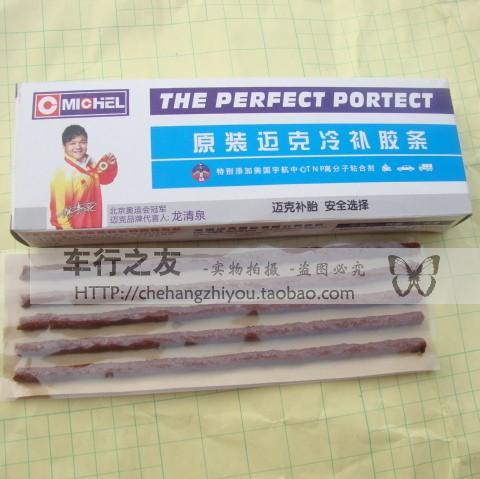 MICHEL
THE PERFECT PORTECT
原装迈克冷补胶条
特别添加美国宇航中心TNP高分子粘合剂
北京奥运会冠军
迈克品牌代言人:龙清泉
迈克补胎 安全选择
车行之友 -实物拍摄 -盗图必究
HTTP://chehangzhiyou.taobao.com